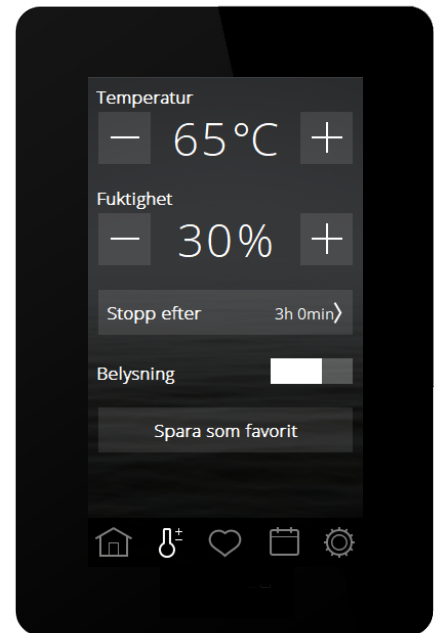 Temperatur
65°C
Fuktighet
30%
Stopp efter 3h 0min
Belysning
Spara som favorit